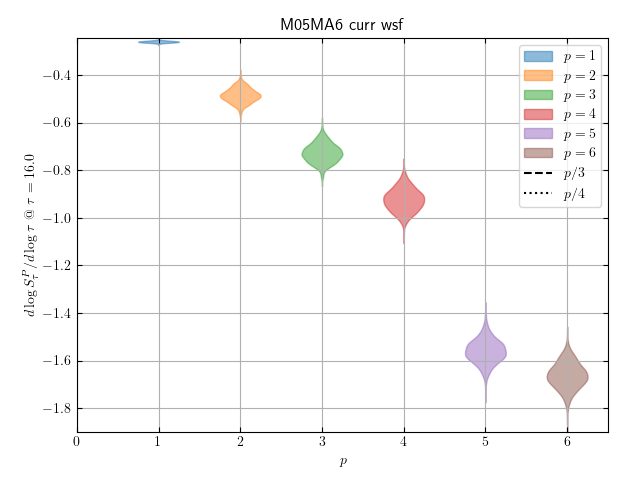 M05MA6 curr wsf
d log S_τ^P / d log τ @ τ = 16.0
−0.4
−0.6
−0.8
−1.0
−1.2
−1.4
−1.6
−1.8
0 1 2 3 4 5 6
p
p = 1
p = 2
p = 3
p = 4
p = 5
p = 6
p/3
p/4